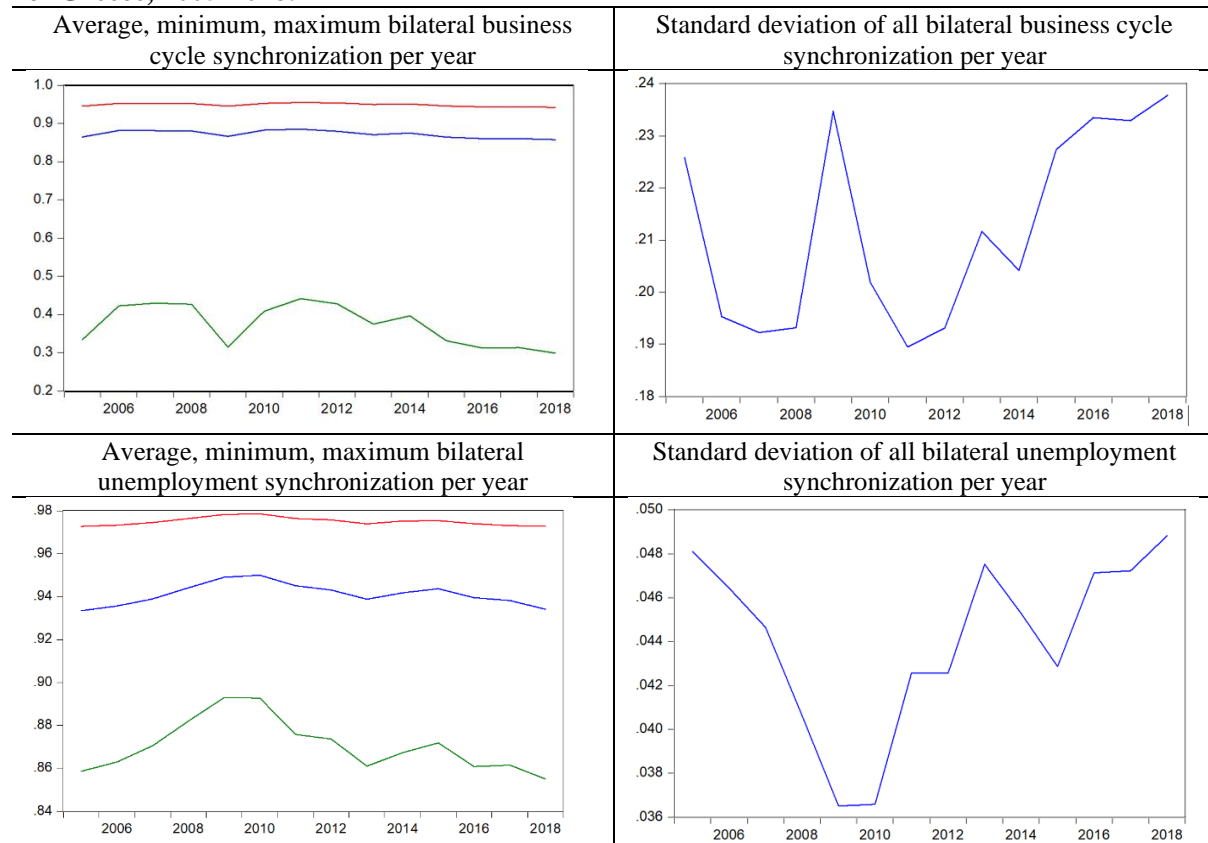 Average, minimum, maximum bilateral business
cycle synchronization per year
Standard deviation of all bilateral business cycle
synchronization per year
1.0
0.9
0.8
0.7
0.6
0.5
0.4
0.3
0.2
2006 2008 2010 2012 2014 2016 2018
.24
.23
.22
.21
.20
.19
.18
2006 2008 2010 2012 2014 2016 2018
Average, minimum, maximum bilateral
unemployment synchronization per year
Standard deviation of all bilateral unemployment
synchronization per year
.98
.96
.94
.92
.90
.88
.86
.84
2006 2008 2010 2012 2014 2016 2018
.050
.048
.046
.044
.042
.040
.038
.036
2006 2008 2010 2012 2014 2016 2018